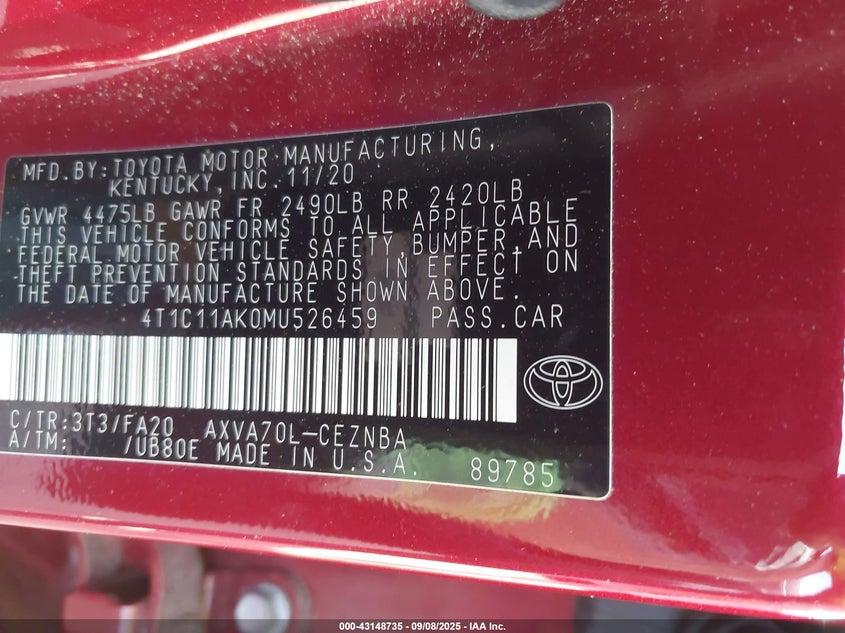 MFD.BY:TOYOTA MOTOR MANUFACTURING,
KENTUCKY,INC.11/20
GVWR 4475LB GAWR FR 2490LB RR 2420LB
THIS VEHICLE CONFORMS TO ALL APPLICABLE
FEDERAL MOTOR VEHICLE SAFETY,BUMPER,AND
THEFT PREVENTION STANDARDS IN EFFECT ON
THE DATE OF MANUFACTURE SHOWN ABOVE.
4T1C11AK0MU526459 PASS.CAR
C/TR:3T3/FA20 AXVA70L-CEZNBA
A/TM: /UB80E MADE IN U.S.A. 89785
000-43148735 - 09/08/2025 - IAA Inc.